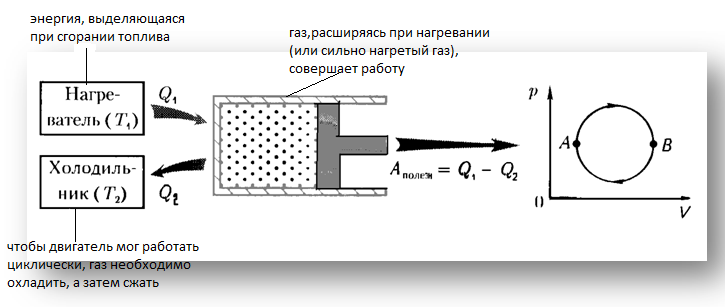 энергия, выделяющаяся
при сгорании топлива
газ,расширяясь при нагревании
(или сильно нагретый газ),
совершает работу
Нагре-
ватель (T₁)
Q₁
Холодиль-
ник (T₂)
Q₂
A полезн = Q₁ − Q₂
p
A
B
0
V
чтобы двигатель мог работать
циклически, газ необходимо
охладить, а затем сжать